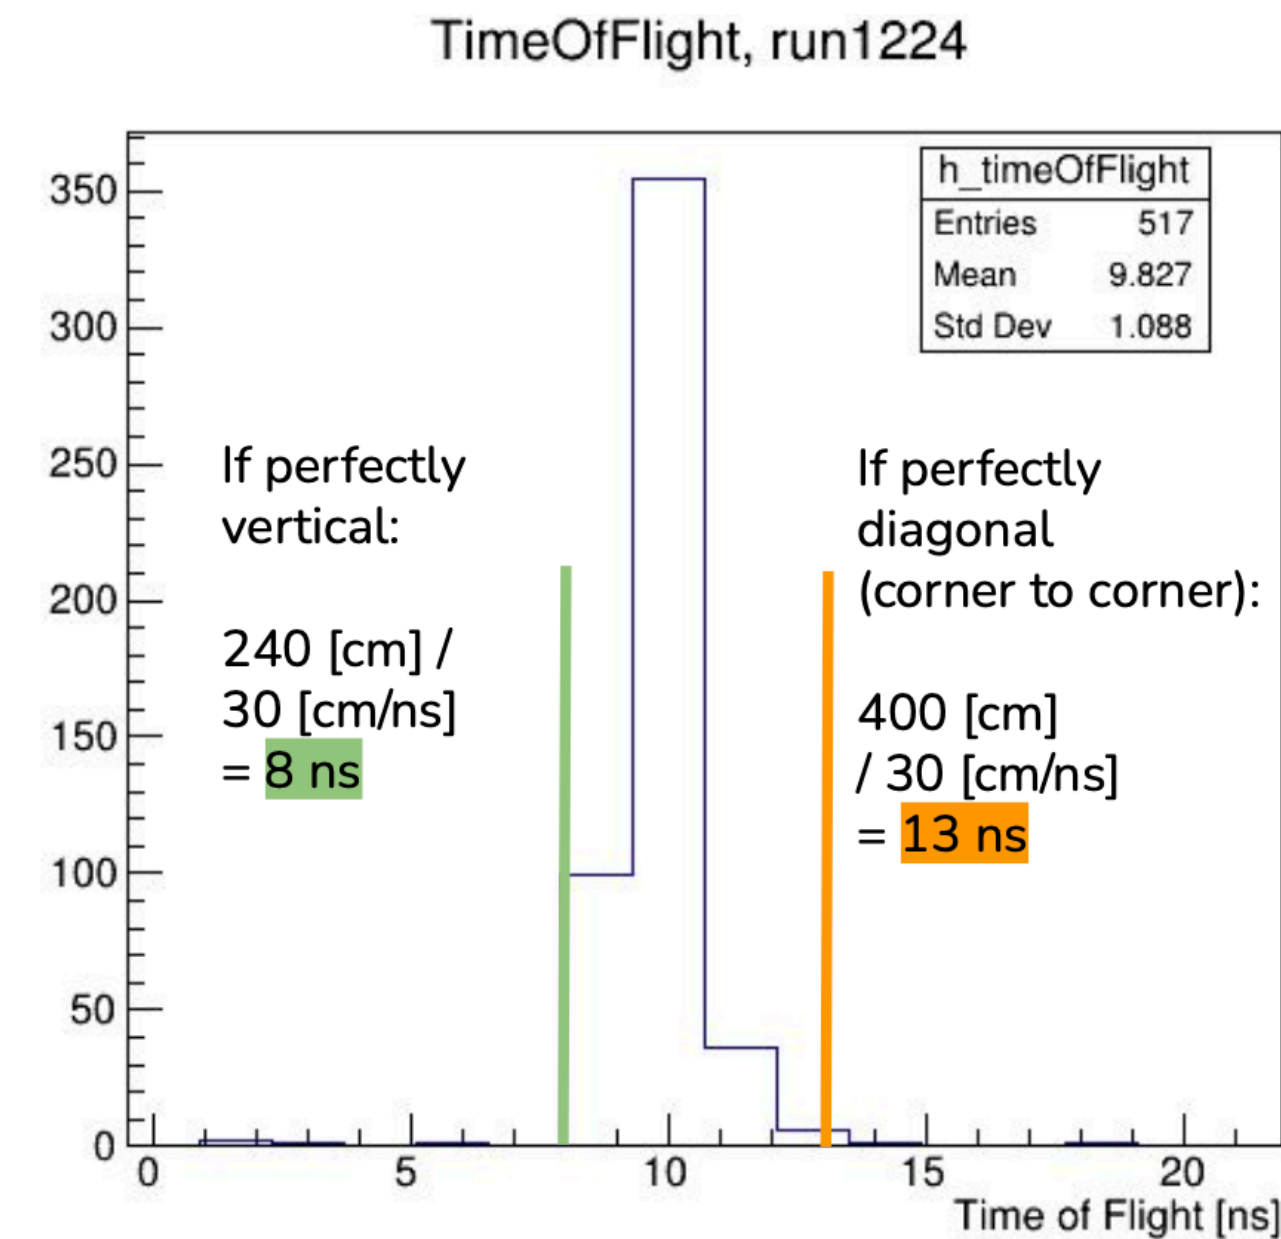 TimeOfFlight, run1224
h_timeOfFlight
Entries 517
Mean 9.827
Std Dev 1.088
350
300
250
200
150
100
50
0
If perfectly
vertical:
240 [cm] /
30 [cm/ns]
= 8 ns
If perfectly
diagonal
(corner to corner):
400 [cm]
/ 30 [cm/ns]
= 13 ns
0 5 10 15 20
Time of Flight [ns]